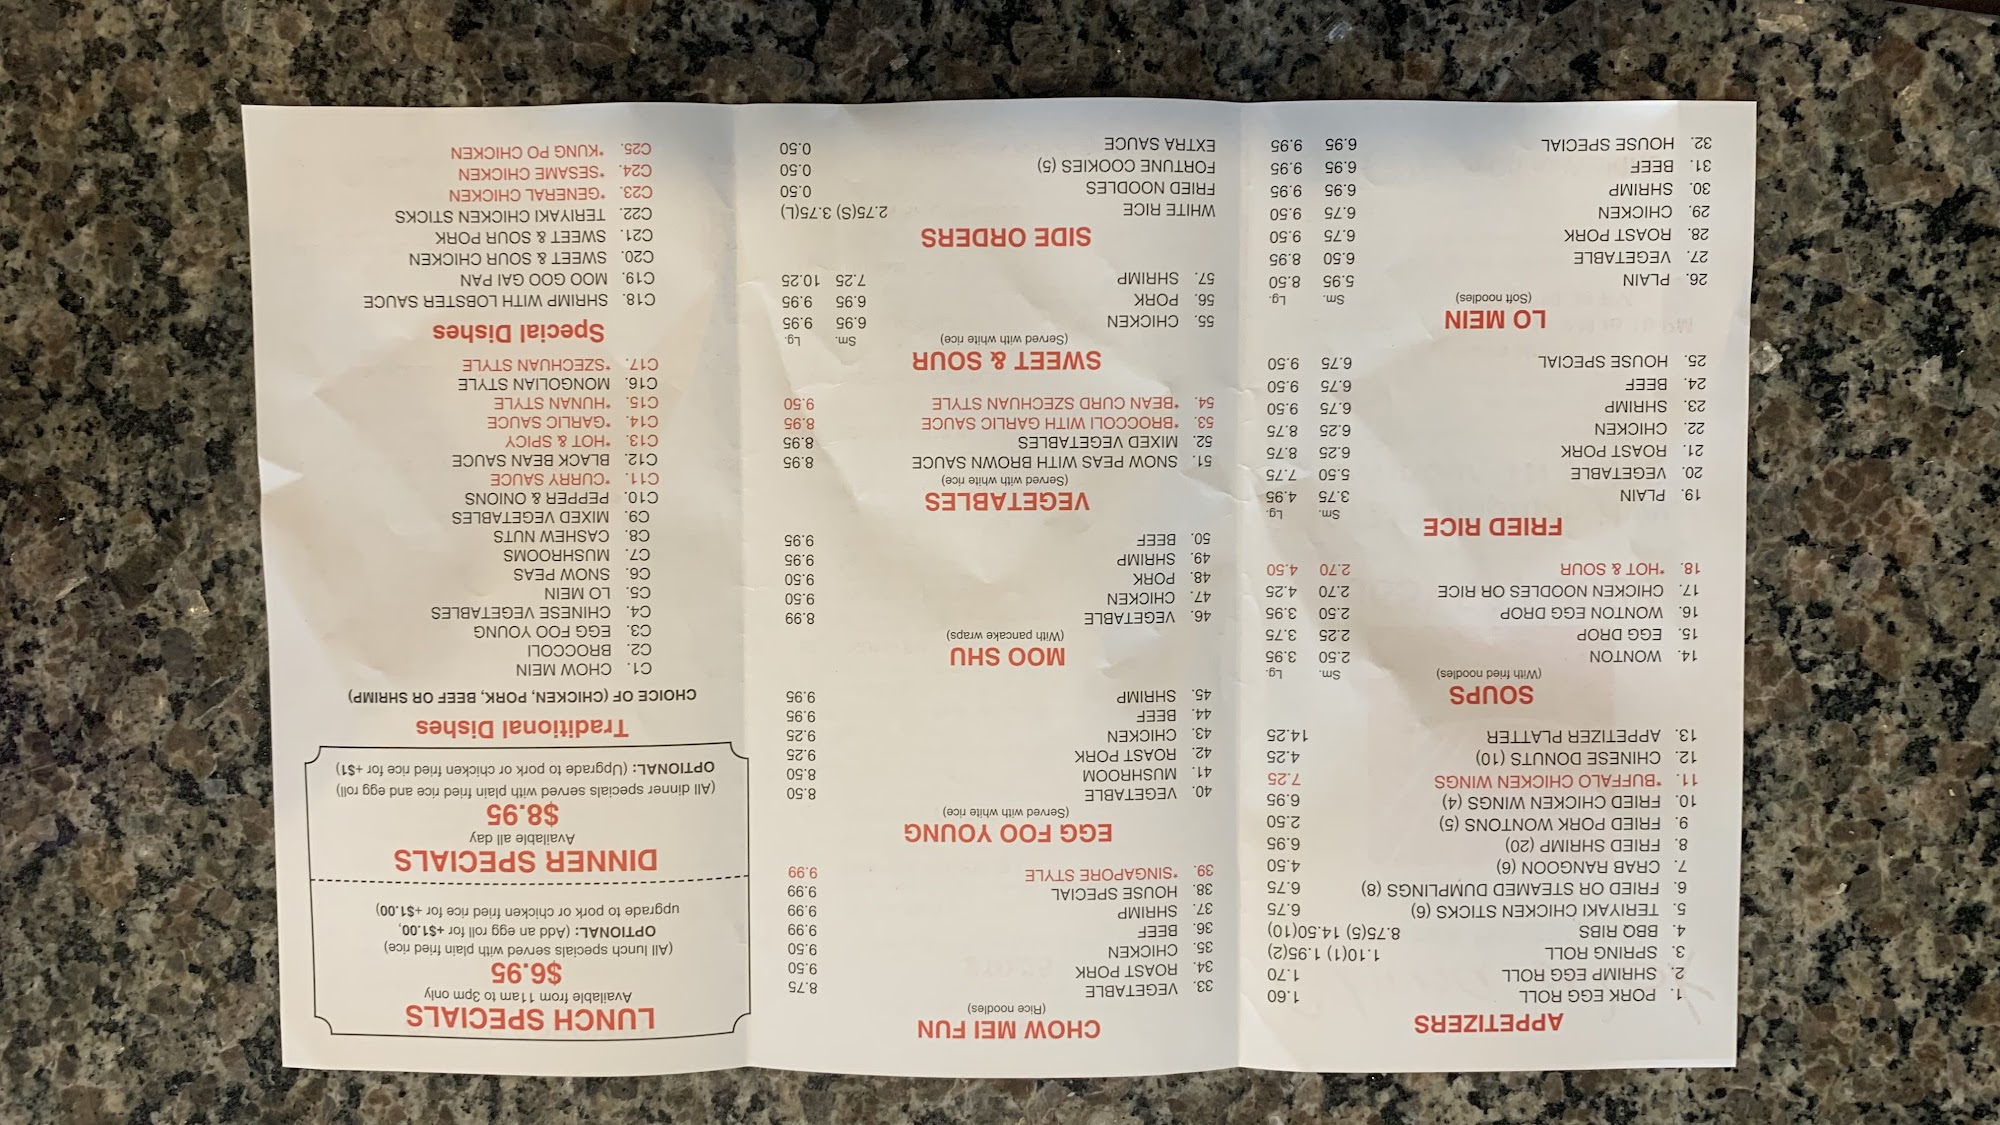 APPETIZERS
1. PORK EGG ROLL 1.60
2. SHRIMP EGG ROLL 1.70
3. SPRING ROLL 1.10(1) 1.95(2)
4. BBQ RIBS 8.75(5) 14.50(10)
5. TERIYAKI CHICKEN STICKS (6) 6.75
6. FRIED OR STEAMED DUMPLINGS (8) 6.75
7. CRAB RANGOON (6) 4.50
8. FRIED SHRIMP (20) 6.95
9. FRIED PORK WONTONS (5) 2.50
10. FRIED CHICKEN WINGS (4) 6.95
11. *BUFFALO CHICKEN WINGS 7.25
12. CHINESE DONUTS (10) 4.25
13. APPETIZER PLATTER 14.25
SOUPS
(With fried noodles) Sm. Lg.
14. WONTON 2.50 3.95
15. EGG DROP 2.25 3.75
16. WONTON EGG DROP 2.50 3.95
17. CHICKEN NOODLES OR RICE 2.70 4.25
18. *HOT & SOUR 2.70 4.50
FRIED RICE
Sm. Lg.
19. PLAIN 3.75 4.95
20. VEGETABLE 5.50 7.75
21. ROAST PORK 6.25 8.75
22. CHICKEN 6.25 8.75
23. SHRIMP 6.75 9.50
24. BEEF 6.75 9.50
25. HOUSE SPECIAL 6.75 9.50
LO MEIN
(Soft noodles) Sm. Lg.
26. PLAIN 5.95 8.50
27. VEGETABLE 6.50 8.95
28. ROAST PORK 6.75 9.50
29. CHICKEN 6.75 9.50
30. SHRIMP 6.95 9.95
31. BEEF 6.95 9.95
32. HOUSE SPECIAL 6.95 9.95
CHOW MEI FUN
(Rice noodles)
33. VEGETABLE 8.75
34. ROAST PORK 9.50
35. CHICKEN 9.50
36. BEEF 9.99
37. SHRIMP 9.99
38. HOUSE SPECIAL 9.99
39. *SINGAPORE STYLE 9.99
EGG FOO YOUNG
(Served with white rice)
40. VEGETABLE 8.50
41. MUSHROOM 8.50
42. ROAST PORK 9.25
43. CHICKEN 9.25
44. BEEF 9.95
45. SHRIMP 9.95
MOO SHU
(With pancake wraps)
46. VEGETABLE 8.99
47. CHICKEN 9.50
48. PORK 9.50
49. SHRIMP 9.95
50. BEEF 9.95
VEGETABLES
(Served with white rice)
51. SNOW PEAS WITH BROWN SAUCE 8.95
52. MIXED VEGETABLES 8.95
53. *BROCCOLI WITH GARLIC SAUCE 8.95
54. *BEAN CURD SZECHUAN STYLE 9.50
SWEET & SOUR
(Served with white rice) Sm. Lg.
55. CHICKEN 6.95 9.95
56. PORK 6.95 9.95
57. SHRIMP 7.25 10.25
SIDE ORDERS
WHITE RICE 2.75(S) 3.75(L)
FRIED NOODLES 0.50
FORTUNE COOKIES (5) 0.50
EXTRA SAUCE 0.50
LUNCH SPECIALS
Available from 11am to 3pm only
$6.95
(All lunch specials served with plain fried rice)
OPTIONAL: (Add an egg roll for +$1.00,
upgrade to pork or chicken fried rice for +$1.00)
DINNER SPECIALS
Available all day
$8.95
(All dinner specials served with plain fried rice and egg roll)
OPTIONAL: (Upgrade to pork or chicken fried rice for +$1)
Traditional Dishes
CHOICE OF (CHICKEN, PORK, BEEF OR SHRIMP)
C1. CHOW MEIN
C2. BROCCOLI
C3. EGG FOO YOUNG
C4. CHINESE VEGETABLES
C5. LO MEIN
C6. SNOW PEAS
C7. MUSHROOMS
C8. CASHEW NUTS
C9. MIXED VEGETABLES
C10. PEPPER & ONIONS
C11. *CURRY SAUCE
C12. BLACK BEAN SAUCE
C13. *HOT & SPICY
C14. *GARLIC SAUCE
C15. *HUNAN STYLE
C16. MONGOLIAN STYLE
C17. *SZECHUAN STYLE
Special Dishes
C18. SHRIMP WITH LOBSTER SAUCE
C19. MOO GOO GAI PAN
C20. SWEET & SOUR CHICKEN
C21. SWEET & SOUR PORK
C22. TERIYAKI CHICKEN STICKS
C23. *GENERAL CHICKEN
C24. *SESAME CHICKEN
C25. *KUNG PO CHICKEN